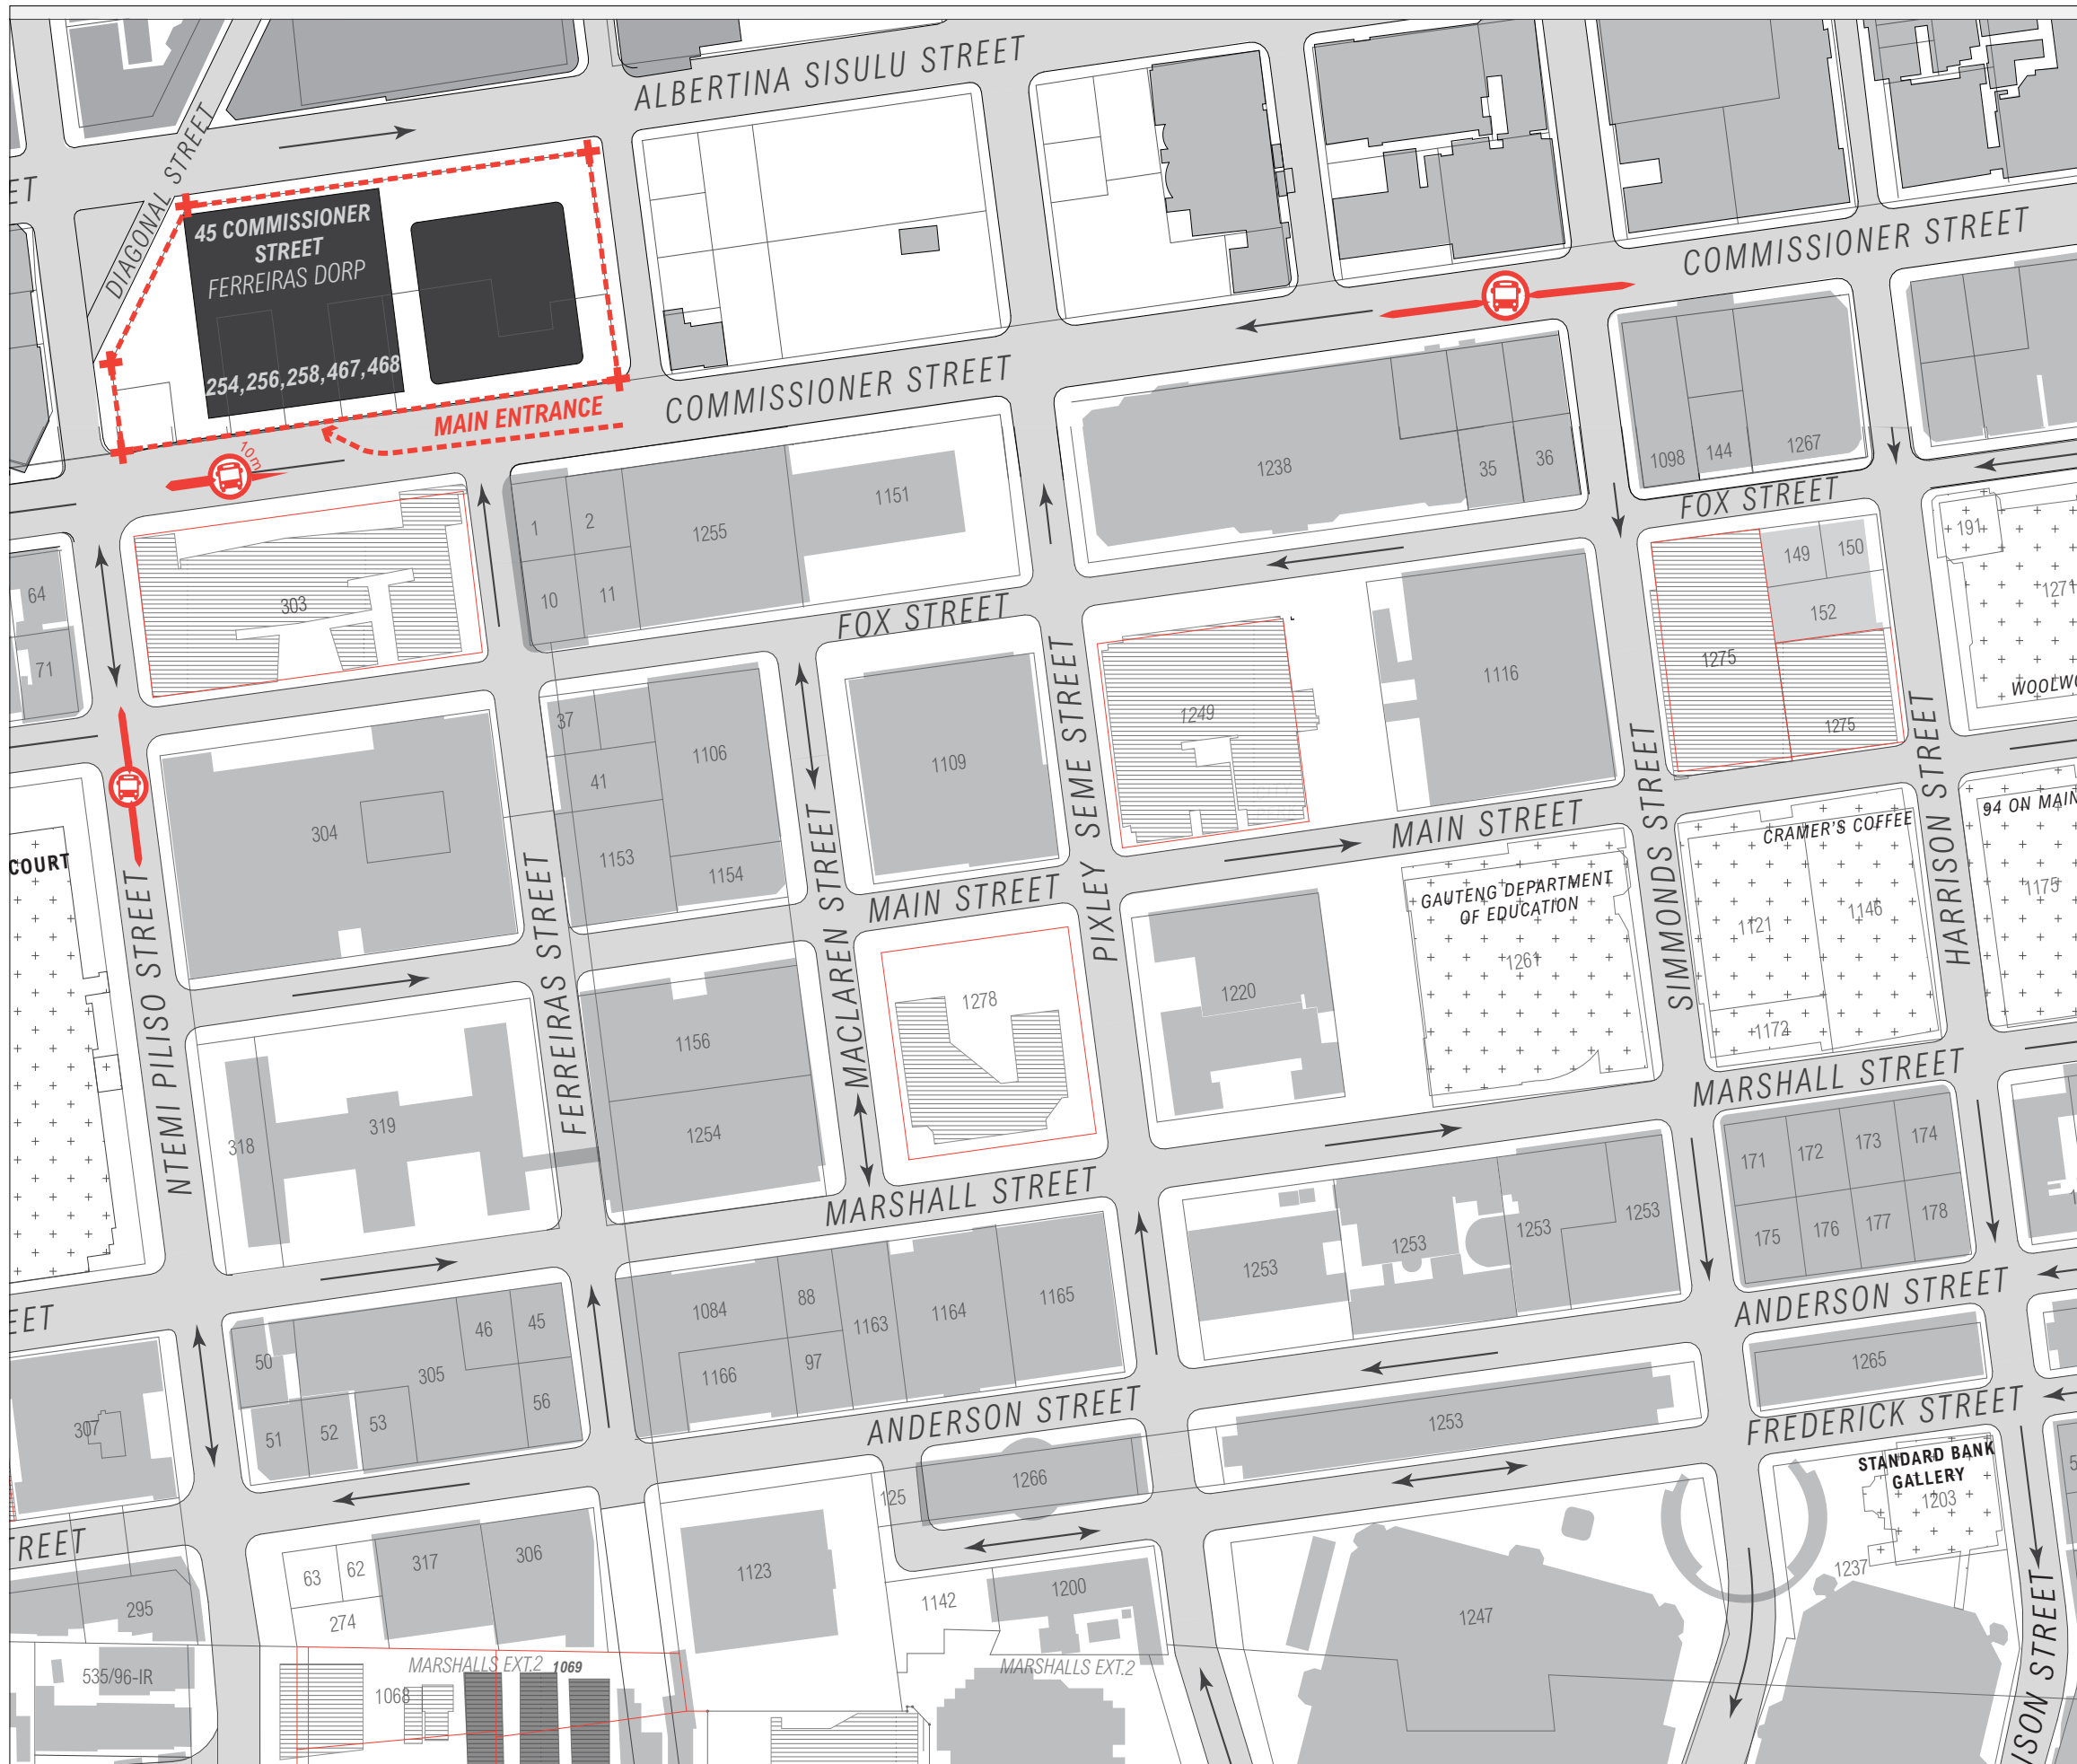 ALBERTINA SISULU STREET
DIAGONAL STREET
ET
45 COMMISSIONER
STREET
FERREIRAS DORP
254,256,258,467,468
COMMISSIONER STREET
MAIN ENTRANCE
10m
COMMISSIONER STREET
1238
35
36
1098
144
1267
1
2
1255
1151
10
11
FOX STREET
191
149
150
152
1271
64
71
303
FOX STREET
1275
1275
WOOLWO
37
41
1106
1153
1154
1109
1249
1116
SEME STREET
PIXLEY
MAIN STREET
SIMMONDS STREET
HARRISON STREET
94 ON MAIN
1175
CRAMER'S COFFEE
1121
1146
1172
GAUTENG DEPARTMENT
OF EDUCATION
1261
COURT
304
NTEMI PILISO STREET
FERREIRAS STREET
MACLAREN STREET
MAIN STREET
1278
1220
1156
1254
318
319
MARSHALL STREET
MARSHALL STREET
171
172
173
174
175
176
177
178
1253
1253
1253
1253
ANDERSON STREET
1265
EET
50
46
45
305
51
52
53
56
1084
88
1163
1164
1165
1166
97
307
ANDERSON STREET
1253
FREDERICK STREET
STANDARD BANK
GALLERY
1203
1237
125
1266
TREET
63
62
317
306
274
1123
1142
1200
1247
295
535/96-IR
MARSHALLS EXT.2
1069
1068
MARSHALLS EXT.2
ISON STREET